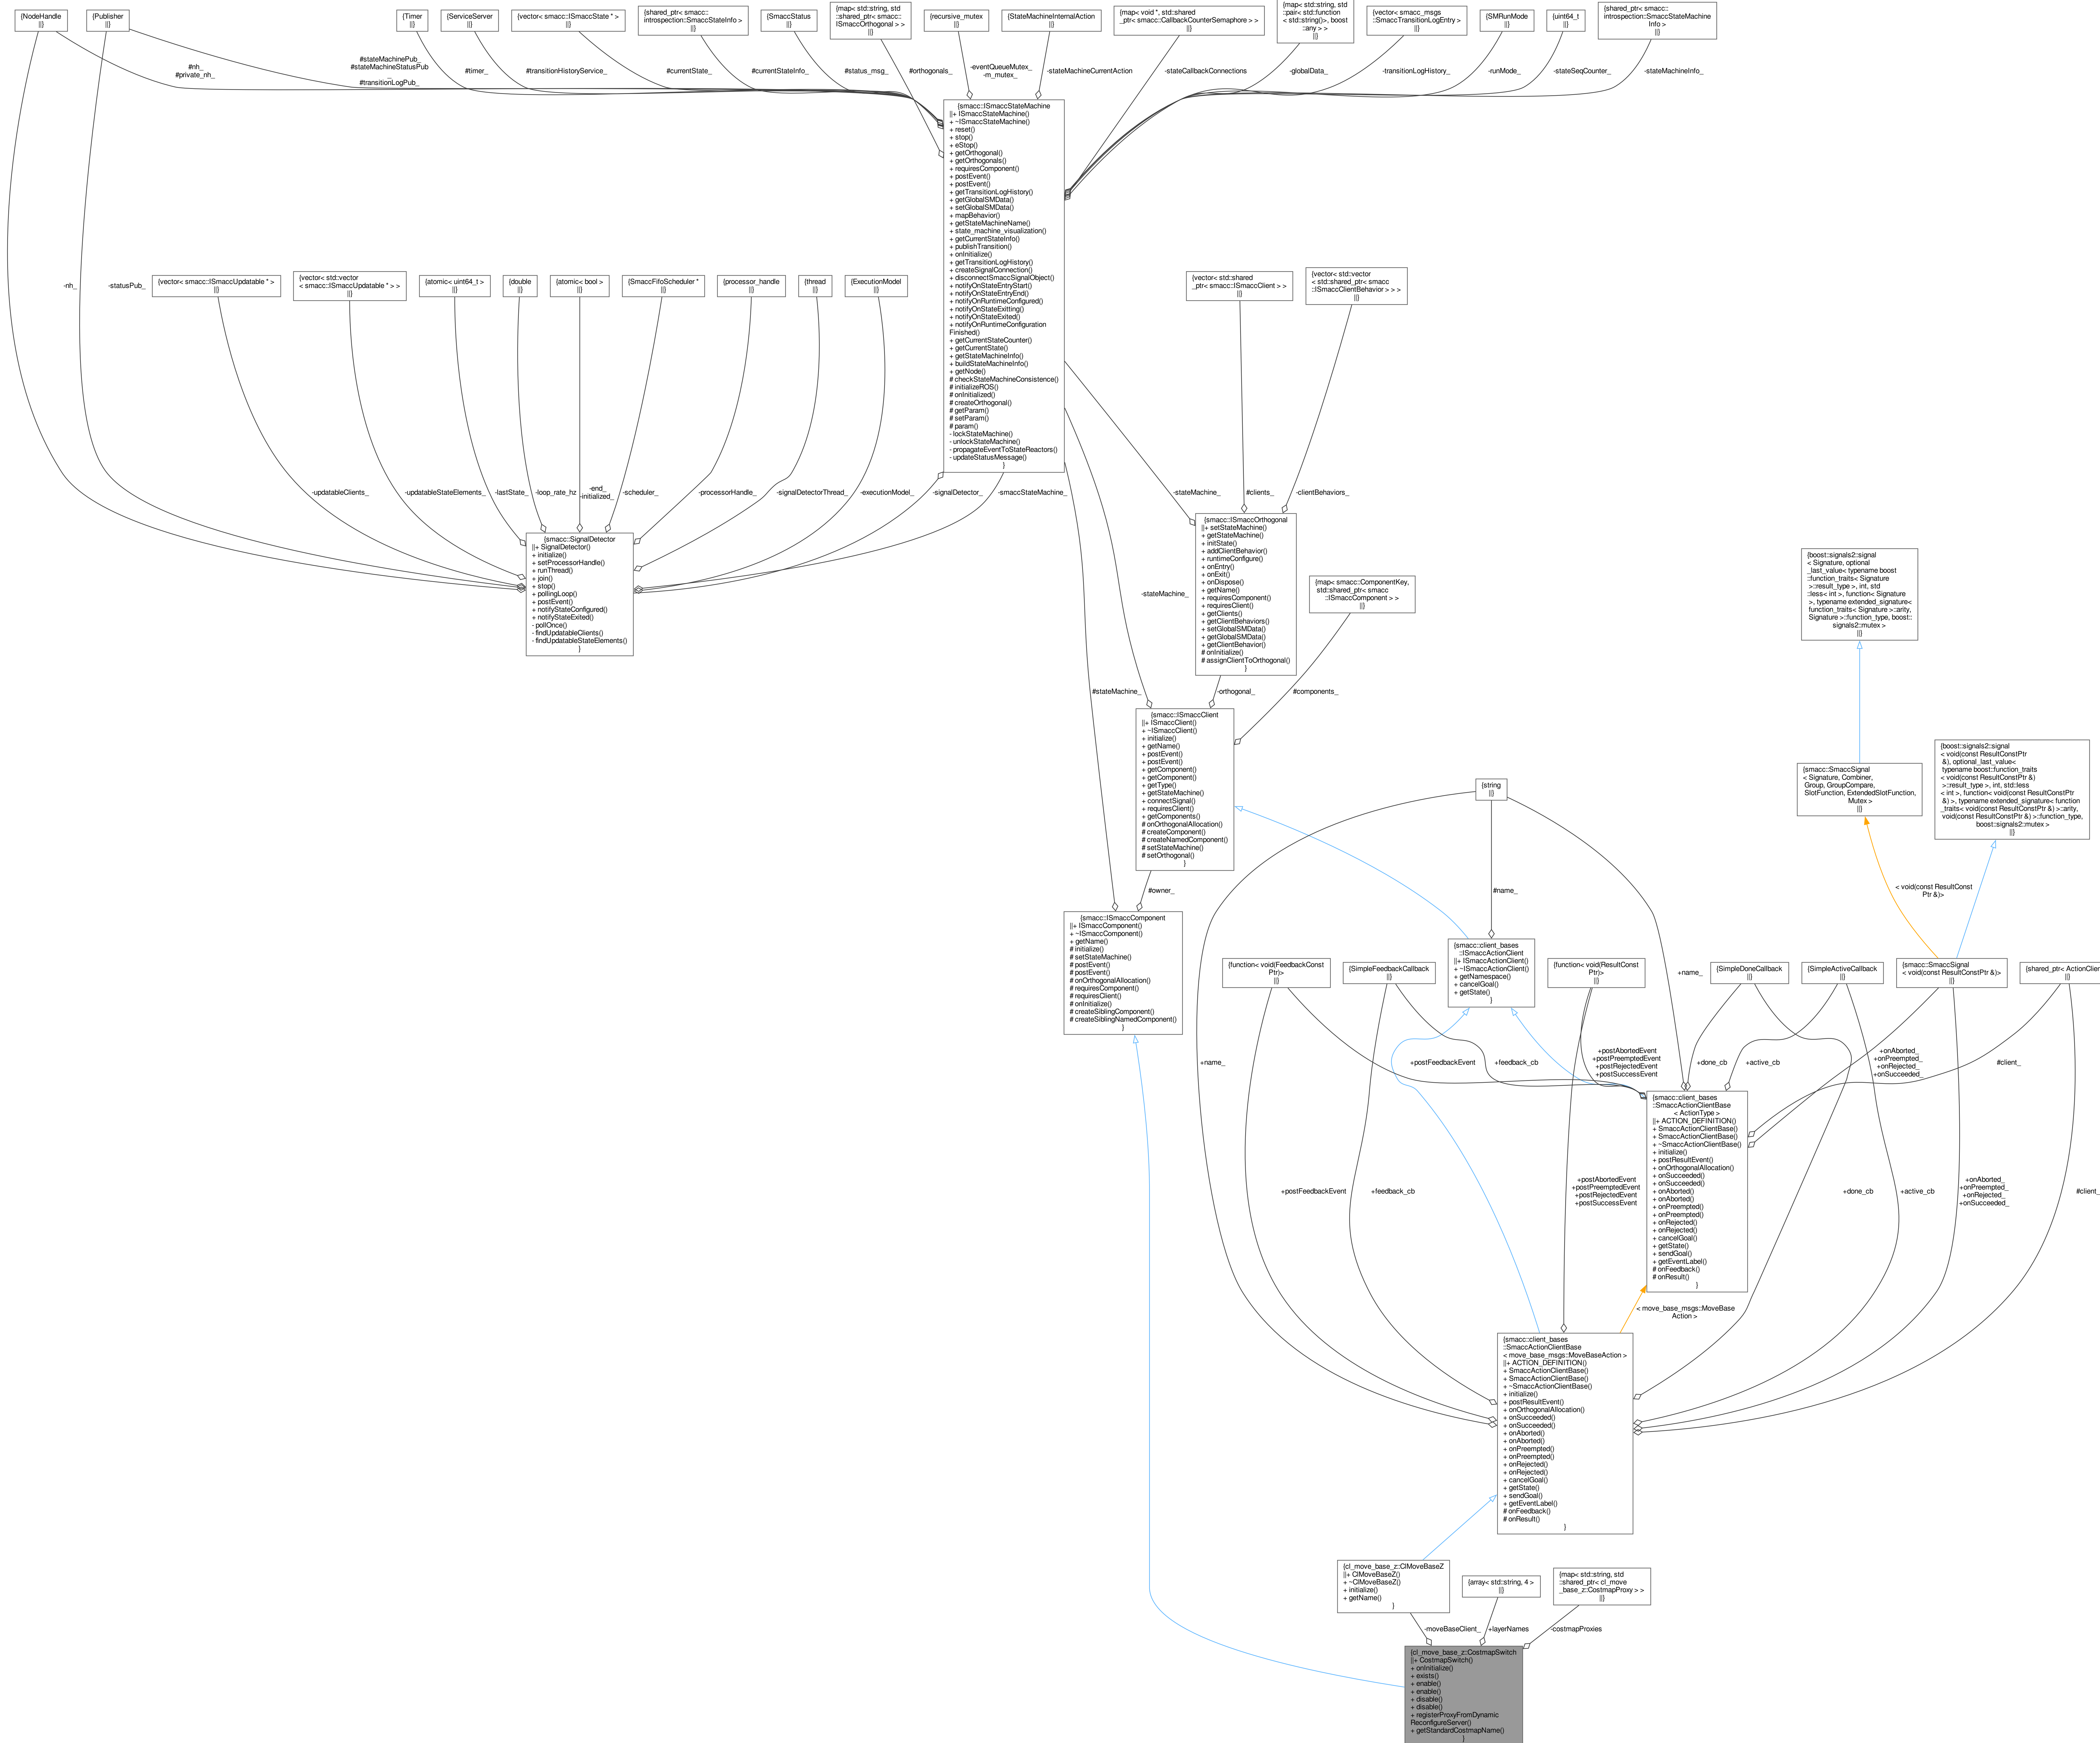 {NodeHandle
||}
{Publisher
||}
{Timer
||}
{ServiceServer
||}
{vector< smacc::ISmaccState * >
||}
{shared_ptr< smacc::
introspection::SmaccStateInfo >
||}
{SmaccStatus
||}
{map< std::string, std
::shared_ptr< smacc::
ISmaccOrthogonal > >
||}
{recursive_mutex
||}
{StateMachineInternalAction
||}
{map< void *, std::shared
_ptr< smacc::CallbackCounterSemaphore > >
||}
{map< std::string, std
::pair< std::function
< std::string()>, boost
::any > >
||}
{vector< smacc_msgs
::SmaccTransitionLogEntry >
||}
{SMRunMode
||}
{uint64_t
||}
{shared_ptr< smacc::
introspection::SmaccStateMachine
Info >
||}
#nh_
#private_nh_
#stateMachinePub_
#stateMachineStatusPub
_
#transitionLogPub_
#timer_
#transitionHistoryService_
#currentState_
#currentStateInfo_
#status_msg_
#orthogonals_
-eventQueueMutex_
-m_mutex_
-stateMachineCurrentAction
-stateCallbackConnections
-globalData_
-transitionLogHistory_
-runMode_
-stateSeqCounter_
-stateMachineInfo_
{smacc::ISmaccStateMachine
||+ ISmaccStateMachine()
+ ~ISmaccStateMachine()
+ reset()
+ stop()
+ eStop()
+ getOrthogonal()
+ getOrthogonals()
+ requiresComponent()
+ postEvent()
+ postEvent()
+ getTransitionLogHistory()
+ getGlobalSMData()
+ setGlobalSMData()
+ mapBehavior()
+ getStateMachineName()
+ state_machine_visualization()
+ getCurrentStateInfo()
+ publishTransition()
+ onInitialize()
+ getTransitionLogHistory()
+ createSignalConnection()
+ disconnectSmaccSignalObject()
+ notifyOnStateEntryStart()
+ notifyOnStateEntryEnd()
+ notifyOnRuntimeConfigured()
+ notifyOnStateExitting()
+ notifyOnStateExited()
+ notifyOnRuntimeConfiguration
Finished()
+ getCurrentStateCounter()
+ getCurrentState()
+ getStateMachineInfo()
+ buildStateMachineInfo()
+ getNode()
# checkStateMachineConsistence()
# initializeROS()
# onInitialized()
# createOrthogonal()
# getParam()
# setParam()
# param()
- lockStateMachine()
- unlockStateMachine()
- propagateEventToStateReactors()
- updateStatusMessage()
}
-nh_
-statusPub_
{vector< smacc::ISmaccUpdatable * >
||}
{vector< std::vector
< smacc::ISmaccUpdatable * > >
||}
{atomic< uint64_t >
||}
{double
||}
{atomic< bool >
||}
{SmaccFifoScheduler *
||}
{processor_handle
||}
{thread
||}
{ExecutionModel
||}
{vector< std::shared
_ptr< smacc::ISmaccClient > >
||}
{vector< std::vector
< std::shared_ptr< smacc
::ISmaccClientBehavior > > >
||}
-updatableClients_
-updatableStateElements_
-lastState_
-loop_rate_hz
-end_
-initialized_
-scheduler_
-processorHandle_
-signalDetectorThread_
-executionModel_
-signalDetector_
-smaccStateMachine_
-stateMachine_
#clients_
-clientBehaviors_
{smacc::SignalDetector
||+ SignalDetector()
+ initialize()
+ setProcessorHandle()
+ runThread()
+ join()
+ stop()
+ pollingLoop()
+ postEvent()
+ notifyStateConfigured()
+ notifyStateExited()
- pollOnce()
- findUpdatableClients()
- findUpdatableStateElements()
}
{smacc::ISmaccOrthogonal
||+ setStateMachine()
+ getStateMachine()
+ initState()
+ addClientBehavior()
+ runtimeConfigure()
+ onEntry()
+ onExit()
+ onDispose()
+ getName()
+ requiresComponent()
+ requiresClient()
+ getClients()
+ getClientBehaviors()
+ setGlobalSMData()
+ getGlobalSMData()
+ getClientBehavior()
# onInitialize()
# assignClientToOrthogonal()
}
{map< smacc::ComponentKey,
std::shared_ptr< smacc
::ISmaccComponent > >
||}
{boost::signals2::signal
< Signature, optional
_last_value< typename boost
::function_traits< Signature
>::result_type >, int, std
::less< int >, function< Signature
>, typename extended_signature<
function_traits< Signature >::arity,
Signature >::function_type, boost::
signals2::mutex >
||}
-stateMachine_
#stateMachine_
-orthogonal_
#components_
{smacc::ISmaccClient
||+ ISmaccClient()
+ ~ISmaccClient()
+ initialize()
+ getName()
+ postEvent()
+ postEvent()
+ getComponent()
+ getComponent()
+ getType()
+ getStateMachine()
+ connectSignal()
+ requiresClient()
+ getComponents()
# onOrthogonalAllocation()
# createComponent()
# createNamedComponent()
# setStateMachine()
# setOrthogonal()
}
{string
||}
{smacc::SmaccSignal
< Signature, Combiner,
Group, GroupCompare,
SlotFunction, ExtendedSlotFunction,
Mutex >
||}
{boost::signals2::signal
< void(const ResultConstPtr
&), optional_last_value<
typename boost::function_traits
< void(const ResultConstPtr &)
>::result_type >, int, std::less
< int >, function< void(const ResultConstPtr
&) >, typename extended_signature< function
_traits< void(const ResultConstPtr &) >::arity,
void(const ResultConstPtr &) >::function_type,
boost::signals2::mutex >
||}
#owner_
#name_
< void(const ResultConst
Ptr &)>
{smacc::ISmaccComponent
||+ ISmaccComponent()
+ ~ISmaccComponent()
+ getName()
# initialize()
# setStateMachine()
# postEvent()
# postEvent()
# onOrthogonalAllocation()
# requiresComponent()
# requiresClient()
# onInitialize()
# createSiblingComponent()
# createSiblingNamedComponent()
}
{function< void(FeedbackConst
Ptr)>
||}
{SimpleFeedbackCallback
||}
{smacc::client_bases
::ISmaccActionClient
||+ ISmaccActionClient()
+ ~ISmaccActionClient()
+ getNamespace()
+ cancelGoal()
+ getState()
}
{function< void(ResultConst
Ptr)>
||}
+name_
{SimpleDoneCallback
||}
{SimpleActiveCallback
||}
{smacc::SmaccSignal
< void(const ResultConstPtr &)>
||}
{shared_ptr< ActionClien
||}
+name_
+postFeedbackEvent
+feedback_cb
+postAbortedEvent
+postPreemptedEvent
+postRejectedEvent
+postSuccessEvent
+done_cb
+active_cb
+onAborted_
+onPreempted_
+onRejected_
+onSucceeded_
#client_
{smacc::client_bases
::SmaccActionClientBase
< ActionType >
||+ ACTION_DEFINITION()
+ SmaccActionClientBase()
+ SmaccActionClientBase()
+ ~SmaccActionClientBase()
+ initialize()
+ postResultEvent()
+ onOrthogonalAllocation()
+ onSucceeded()
+ onSucceeded()
+ onAborted()
+ onAborted()
+ onPreempted()
+ onPreempted()
+ onRejected()
+ onRejected()
+ cancelGoal()
+ getState()
+ sendGoal()
+ getEventLabel()
# onFeedback()
# onResult()
}
+postFeedbackEvent
+feedback_cb
+postAbortedEvent
+postPreemptedEvent
+postRejectedEvent
+postSuccessEvent
+done_cb
+active_cb
+onAborted_
+onPreempted_
+onRejected_
+onSucceeded_
#client_
< move_base_msgs::MoveBase
Action >
{smacc::client_bases
::SmaccActionClientBase
< move_base_msgs::MoveBaseAction >
||+ ACTION_DEFINITION()
+ SmaccActionClientBase()
+ SmaccActionClientBase()
+ ~SmaccActionClientBase()
+ initialize()
+ postResultEvent()
+ onOrthogonalAllocation()
+ onSucceeded()
+ onSucceeded()
+ onAborted()
+ onAborted()
+ onPreempted()
+ onPreempted()
+ onRejected()
+ onRejected()
+ cancelGoal()
+ getState()
+ sendGoal()
+ getEventLabel()
# onFeedback()
# onResult()
}
{cl_move_base_z::ClMoveBaseZ
||+ ClMoveBaseZ()
+ ~ClMoveBaseZ()
+ initialize()
+ getName()
}
{array< std::string, 4 >
||}
{map< std::string, std
::shared_ptr< cl_move
_base_z::CostmapProxy > >
||}
-moveBaseClient_
+layerNames
-costmapProxies
{cl_move_base_z::CostmapSwitch
||+ CostmapSwitch()
+ onInitialize()
+ exists()
+ enable()
+ enable()
+ disable()
+ disable()
+ registerProxyFromDynamic
ReconfigureServer()
+ getStandardCostmapName()
}